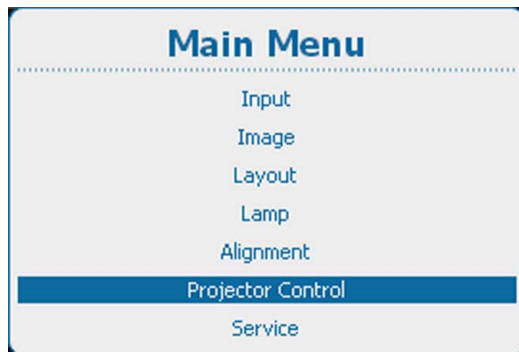 Main Menu
Input
Image
Layout
Lamp
Alignment
Projector Control
Service